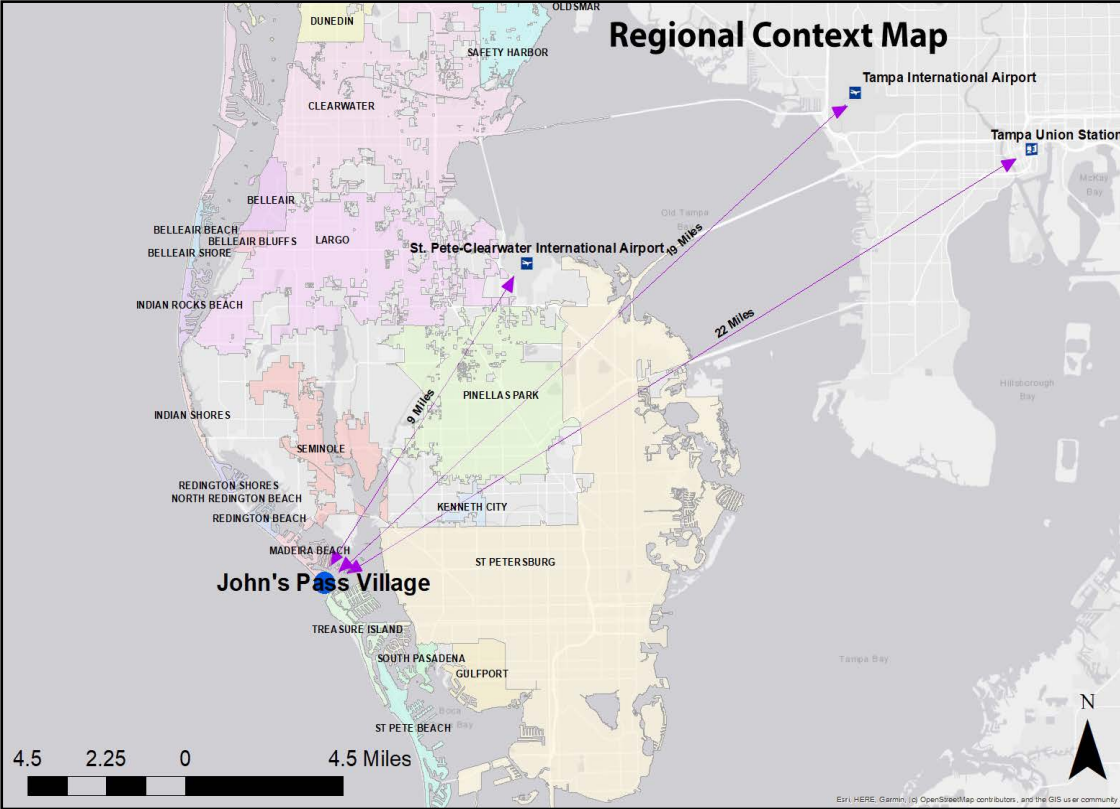 OLDSMAR
DUNEDIN
Regional Context Map
SAFETY HARBOR
Tampa International Airport
CLEARWATER
Tampa Union Station
McKay
Bay
BELLEAIR
Old Tampa
BELLEAIR BEACH
BELLEAIR BLUFFS
LARGO
19 Miles
BELLEAIR SHORE
St. Pete-Clearwater International Airport
INDIAN ROCKS BEACH
22 Miles
Hillsborough
Bay
PINELLAS PARK
9 Miles
INDIAN SHORES
SEMINOLE
REDINGTON SHORES
NORTH REDINGTON BEACH
KENNETH CITY
REDINGTON BEACH
MADEIRA BEACH
ST PETERSBURG
John's Pass Village
TREASURE ISLAND
SOUTH PASADENA
Tampa Bay
GULFPORT
Boca
Bay
ST PETE BEACH
N
4.5 2.25 0 4.5 Miles
Esri, HERE, Garmin, (c) OpenStreetMap contributors, and the GIS user community